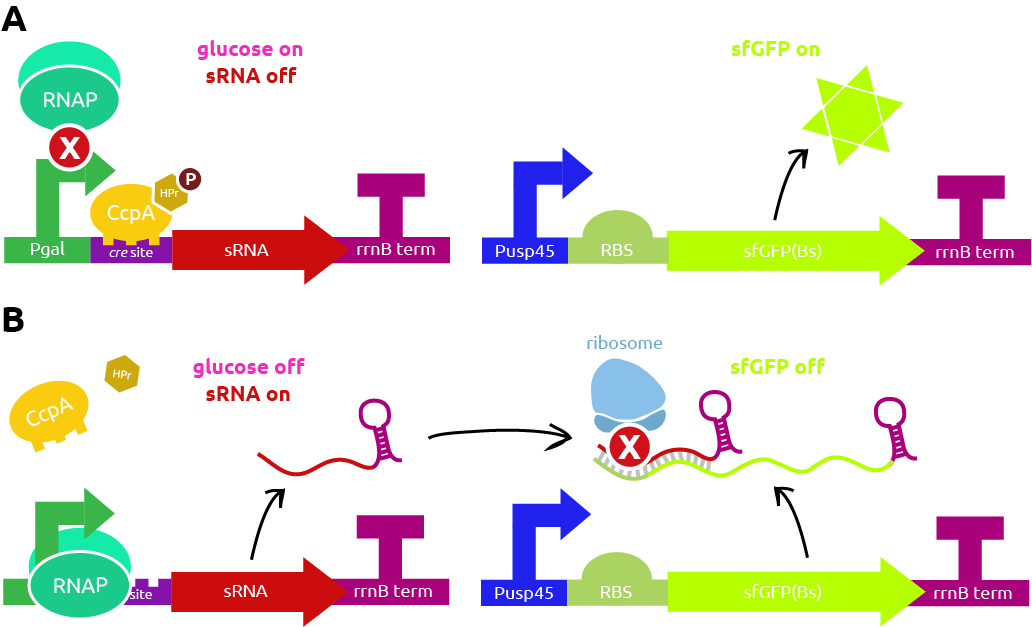 A
glucose on
sRNA off
sfGFP on
RNAP
X
P
HPr
CcpA
Pgal
cre site
sRNA
rrnB term
Pusp45
RBS
sfGFP(Bs)
rrnB term
B
ribosome
glucose off
sRNA on
sfGFP off
HPr
CcpA
X
RNAP
site
sRNA
rrnB term
Pusp45
RBS
sfGFP(Bs)
rrnB term